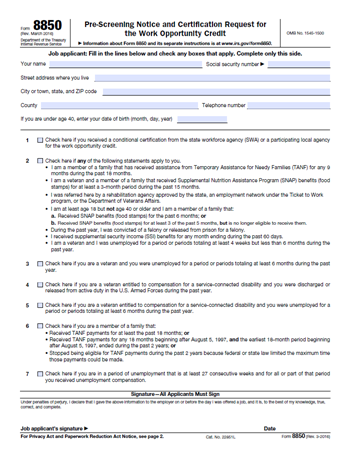 Form 8850
(Rev. March 2016)
Department of the Treasury
Internal Revenue Service
Pre-Screening Notice and Certification Request for
the Work Opportunity Credit
▶ Information about Form 8850 and its separate instructions is at www.irs.gov/form8850.
OMB No. 1545-1500
Job applicant: Fill in the lines below and check any boxes that apply. Complete only this side.
Your name Social security number ▶
Street address where you live
City or town, state, and ZIP code
County Telephone number
If you are under age 40, enter your date of birth (month, day, year)
1 Check here if you received a conditional certification from the state workforce agency (SWA) or a participating local agency
for the work opportunity credit.
2 Check here if any of the following statements apply to you.
• I am a member of a family that has received assistance from Temporary Assistance for Needy Families (TANF) for any 9
months during the past 18 months.
• I am a veteran and a member of a family that received Supplemental Nutrition Assistance Program (SNAP) benefits (food
stamps) for at least a 3-month period during the past 15 months.
• I was referred here by a rehabilitation agency approved by the state, an employment network under the Ticket to Work
program, or the Department of Veterans Affairs.
• I am at least age 18 but not age 40 or older and I am a member of a family that:
a. Received SNAP benefits (food stamps) for the past 6 months; or
b. Received SNAP benefits (food stamps) for at least 3 of the past 5 months, but is no longer eligible to receive them.
• During the past year, I was convicted of a felony or released from prison for a felony.
• I received supplemental security income (SSI) benefits for any month ending during the past 60 days.
• I am a veteran and I was unemployed for a period or periods totaling at least 4 weeks but less than 6 months during the
past year.
3 Check here if you are a veteran and you were unemployed for a period or periods totaling at least 6 months during the past
year.
4 Check here if you are a veteran entitled to compensation for a service-connected disability and you were discharged or
released from active duty in the U.S. Armed Forces during the past year.
5 Check here if you are a veteran entitled to compensation for a service-connected disability and you were unemployed for a
period or periods totaling at least 6 months during the past year.
6 Check here if you are a member of a family that:
• Received TANF payments for at least the past 18 months; or
• Received TANF payments for any 18 months beginning after August 5, 1997, and the earliest 18-month period beginning
after August 5, 1997, ended during the past 2 years; or
• Stopped being eligible for TANF payments during the past 2 years because federal or state law limited the maximum time
those payments could be made.
7 Check here if you are in a period of unemployment that is at least 27 consecutive weeks and for all or part of that period
you received unemployment compensation.
Signature—All Applicants Must Sign
Under penalties of perjury, I declare that I gave the above information to the employer on or before the day I was offered a job, and it is, to the best of my knowledge, true,
correct, and complete.
Job applicant's signature ▶ Date
For Privacy Act and Paperwork Reduction Act Notice, see page 2. Cat. No. 22851L Form 8850 (Rev. 3-2016)